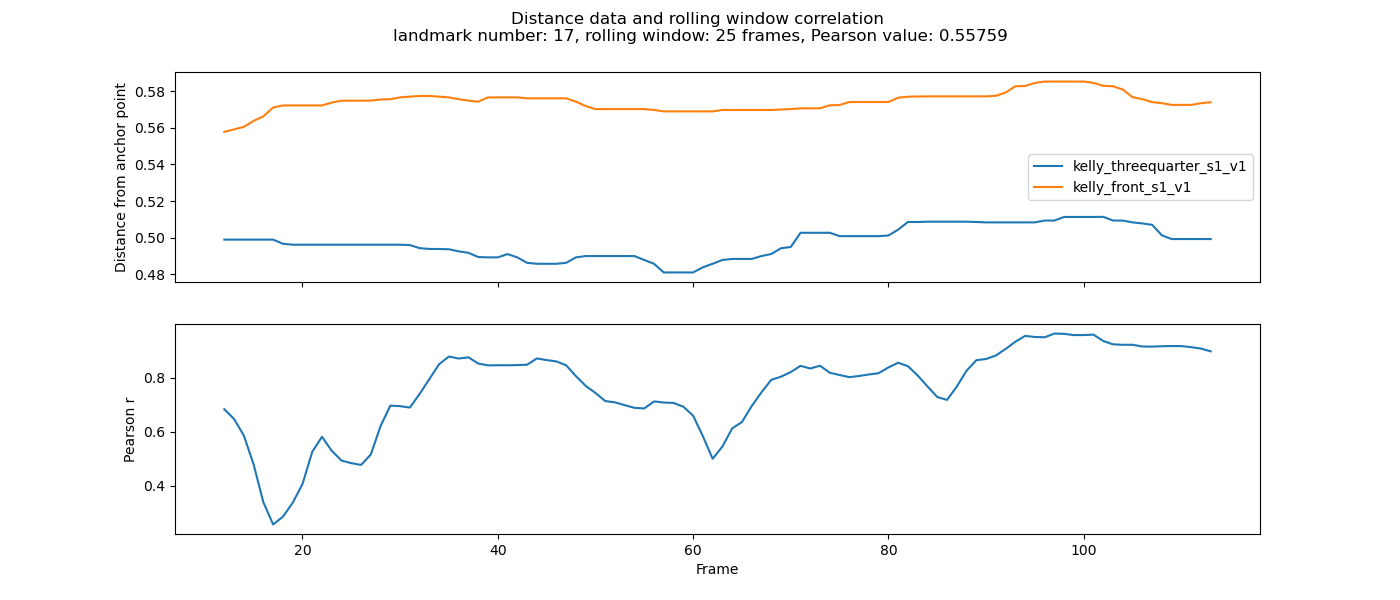 Distance data and rolling window correlation
landmark number: 17, rolling window: 25 frames, Pearson value: 0.55759
Distance from anchor point
0.58
0.56
0.54
0.52
0.50
0.48
kelly_threequarter_s1_v1
kelly_front_s1_v1
Pearson r
0.8
0.6
0.4
20 40 60 80 100
Frame